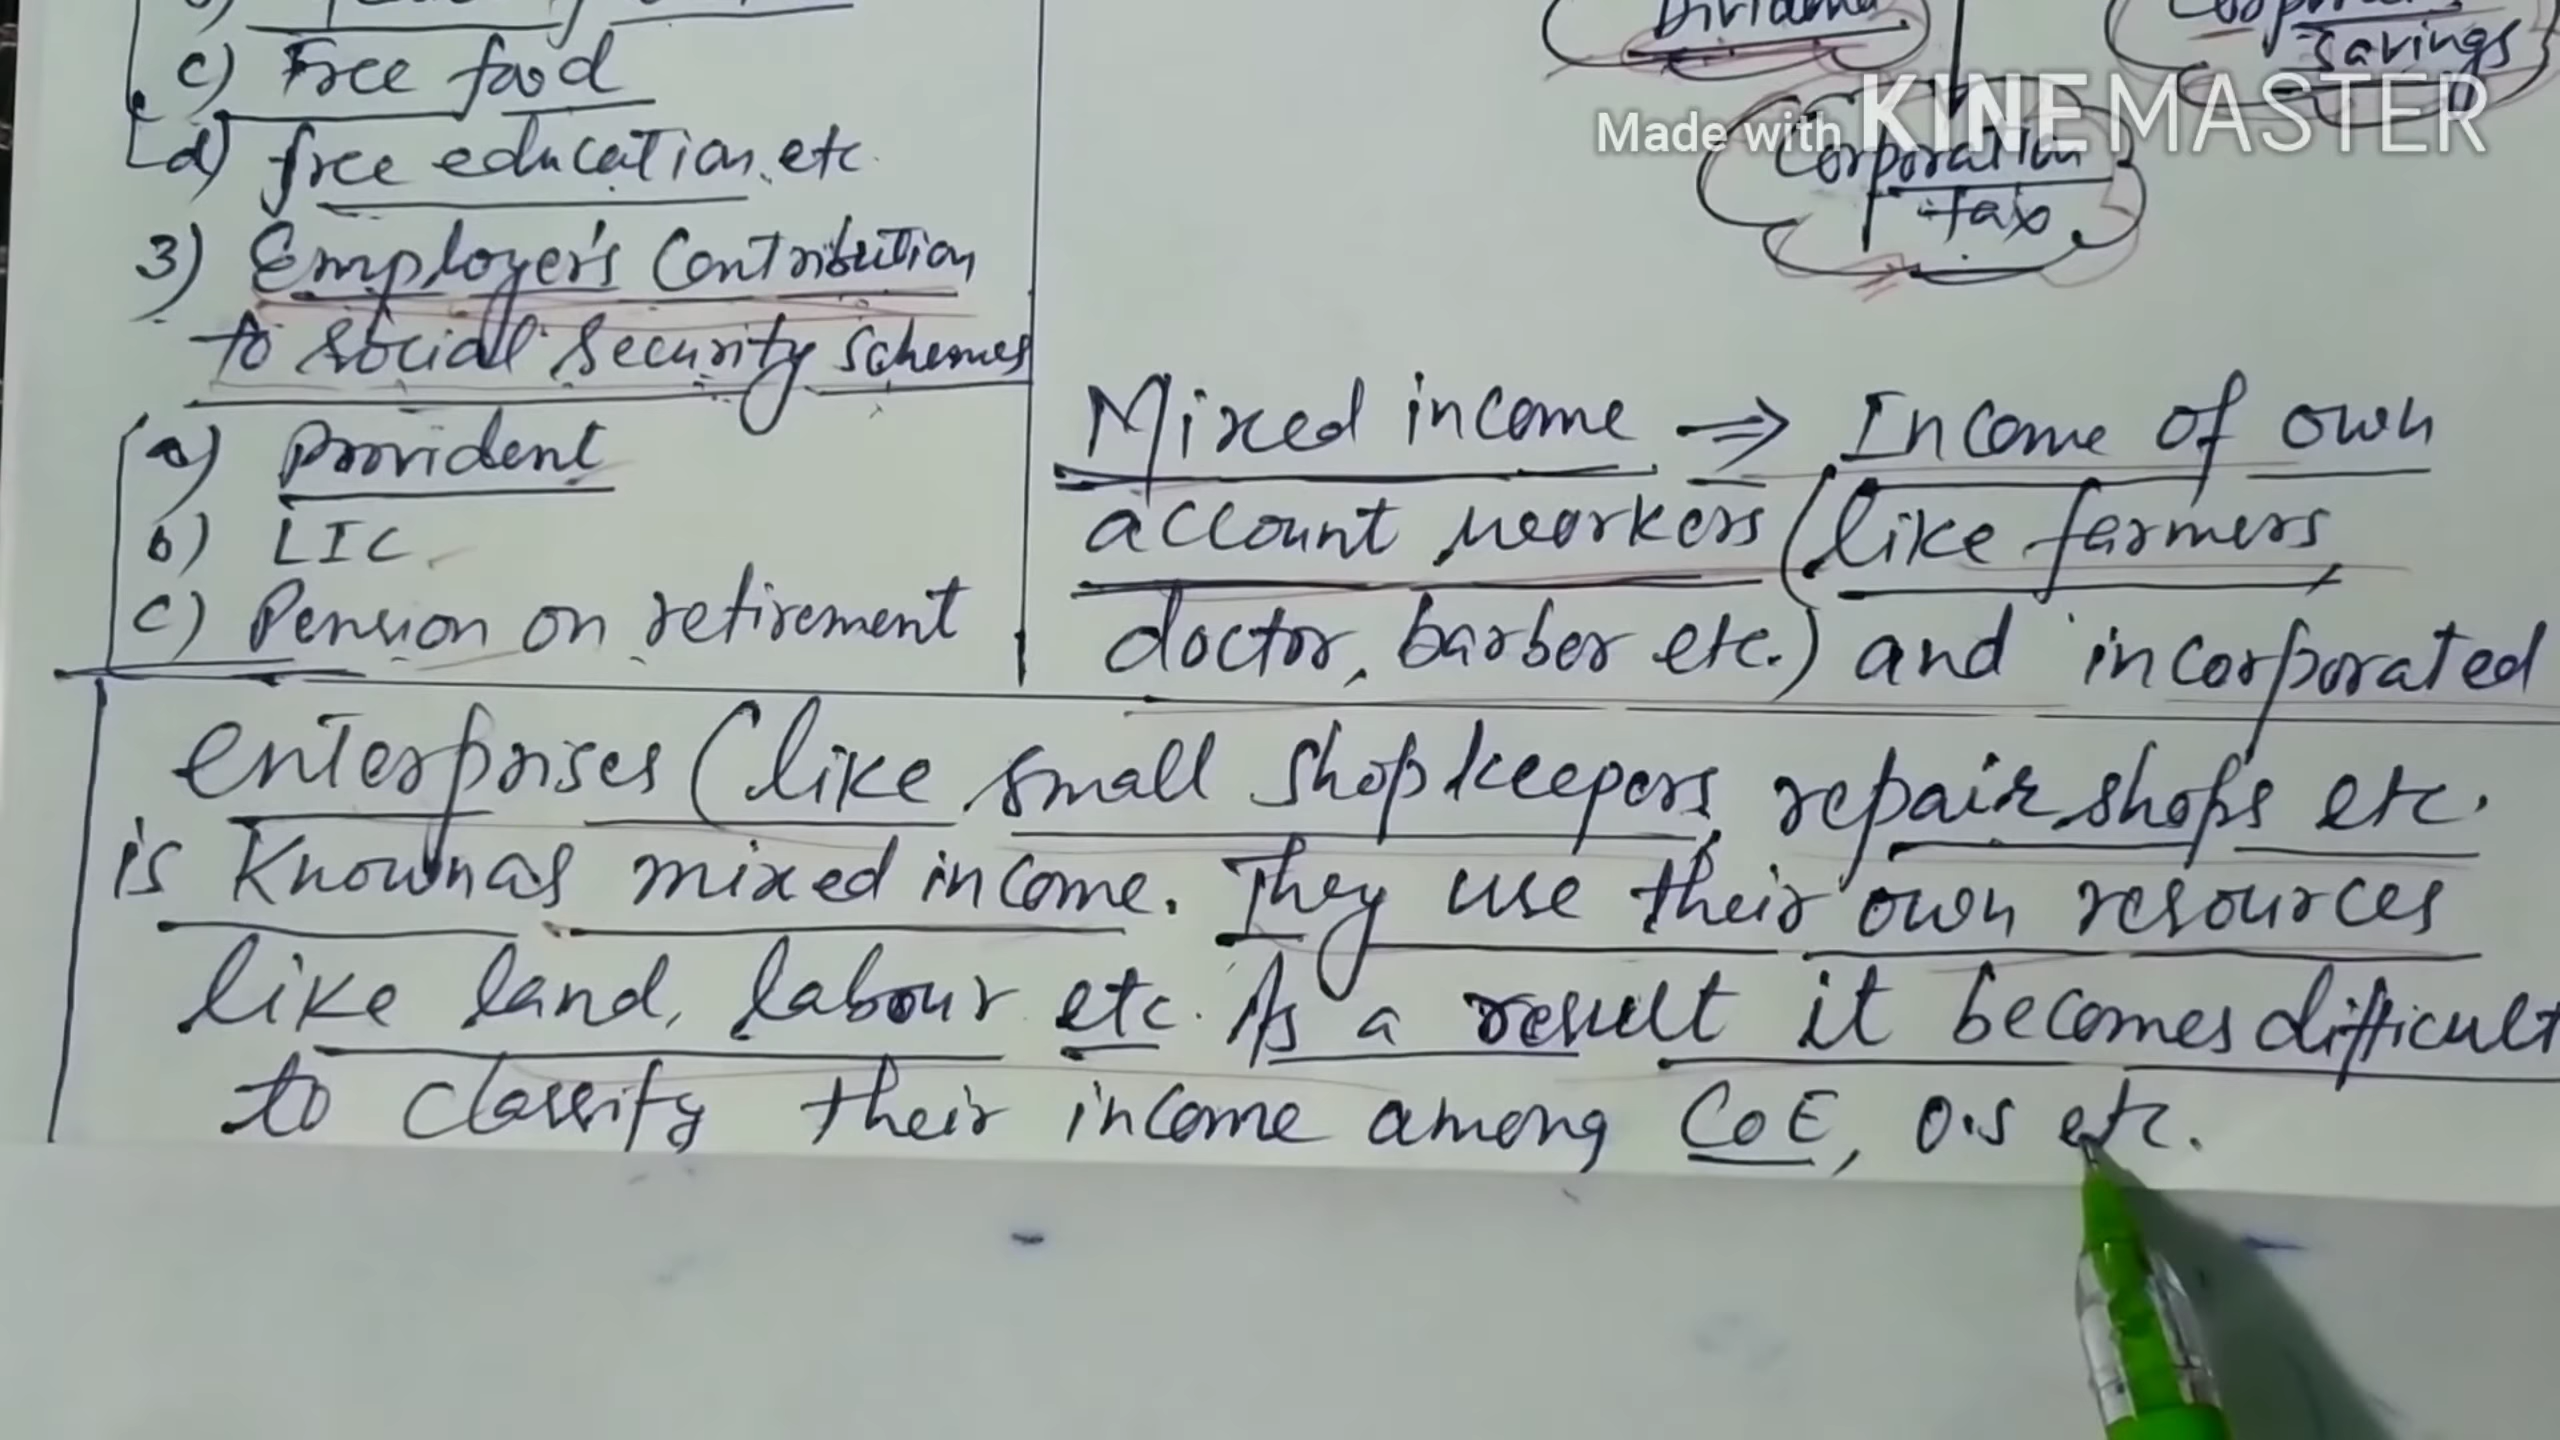 c) Free food
d) free education etc.
3) Employer's Contribution
to Social Security Schemes
a) Provident
b) LIC
c) Pension on retirement
Savings
Made with KINEMASTER
Corporation
tax
Mixed income ⇒ Income of own
account workers (like farmers
doctor, barber etc.) and incorporated
enterprises (like small shopkeepers, repair shops etc.
is Known as mixed income. They use their own resources
like land, labour etc. As a result it becomes difficult
to classify their income among CoE, O.S etc.